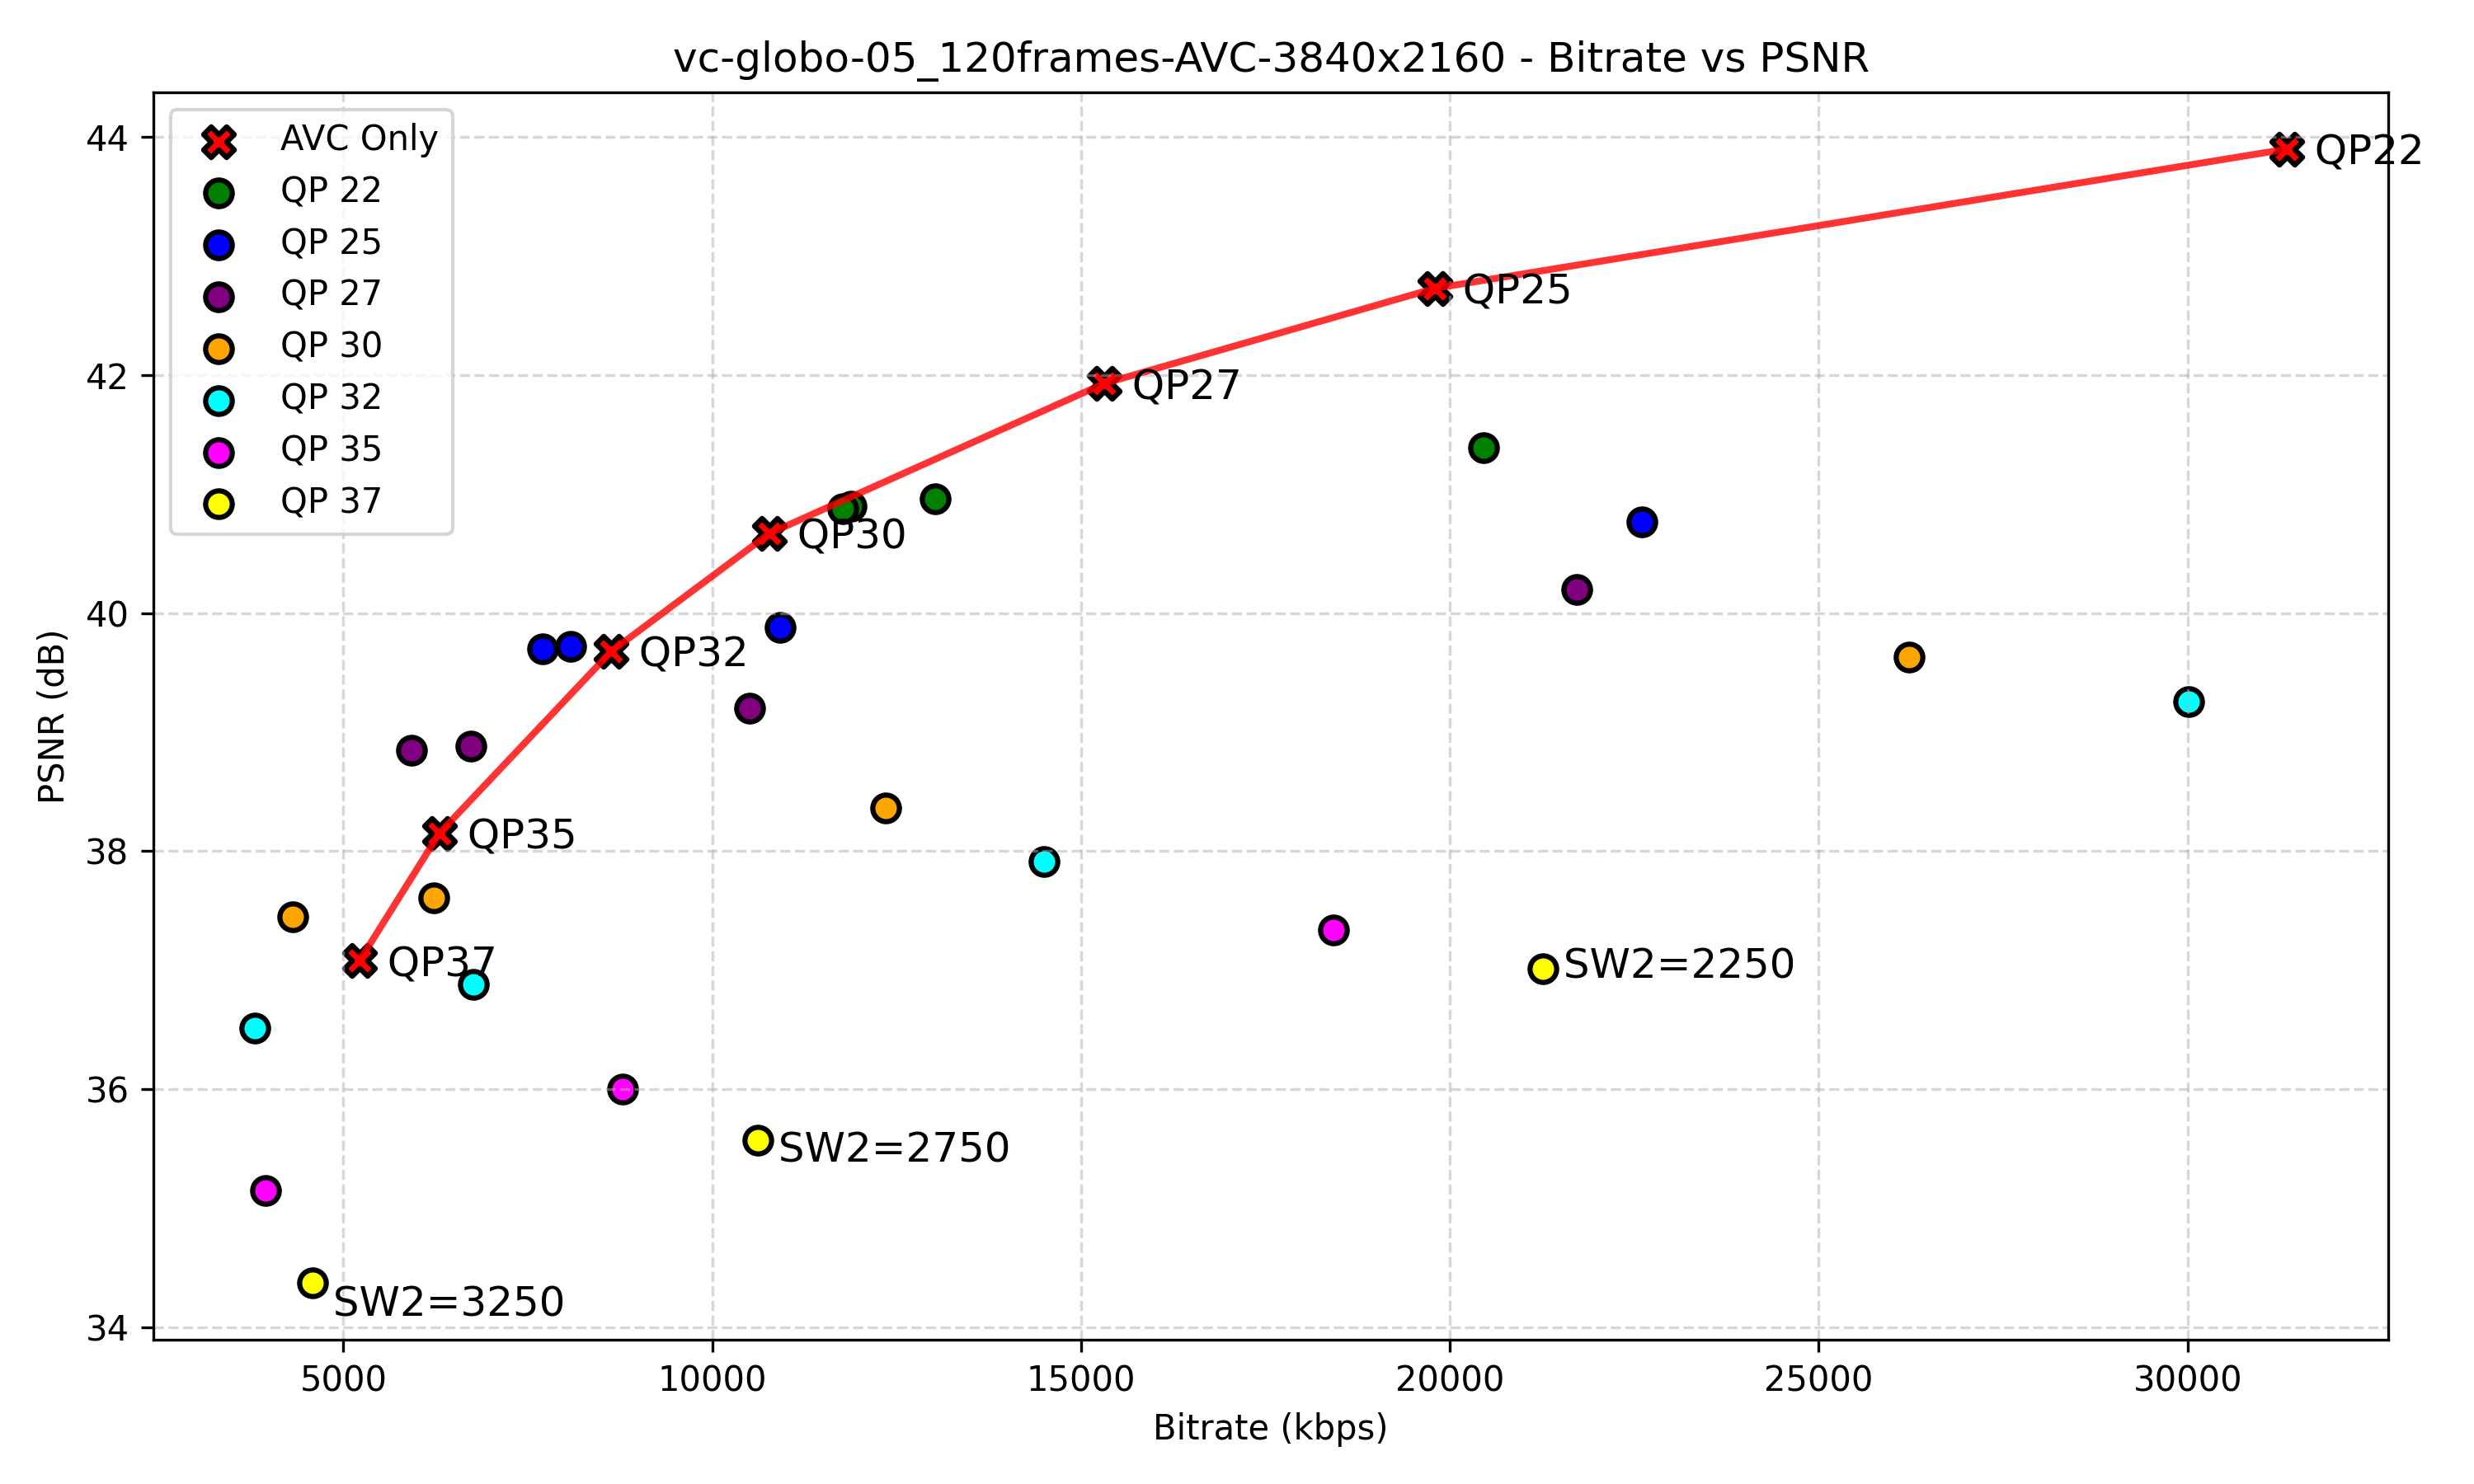 vc-globo-05_120frames-AVC-3840x2160 - Bitrate vs PSNR
AVC Only
QP 22
QP 25
QP 27
QP 30
QP 32
QP 35
QP 37
44
42
40
38
36
34
PSNR (dB)
QP22
QP25
QP27
QP30
QP32
QP35
QP37
SW2=2250
SW2=2750
SW2=3250
5000
10000
15000
20000
25000
30000
Bitrate (kbps)